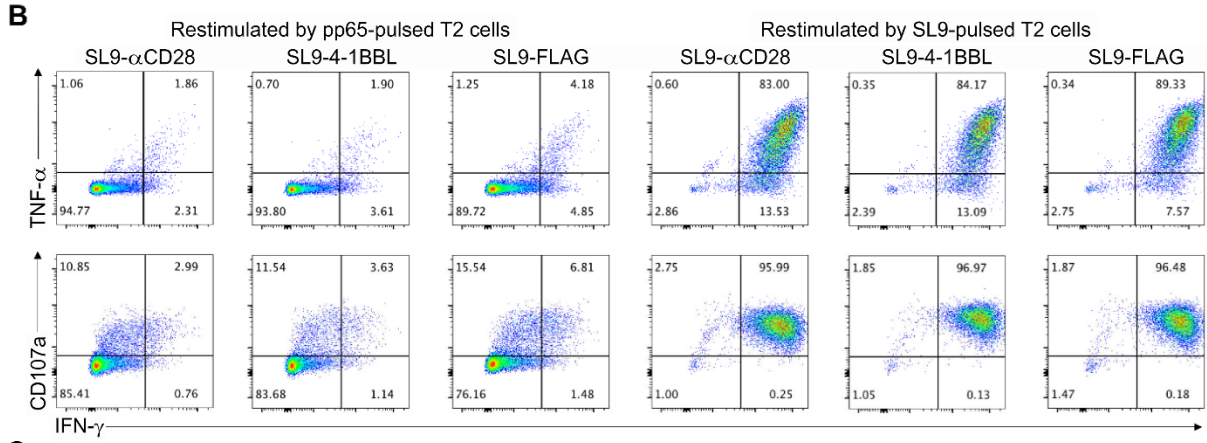 B
Restimulated by pp65-pulsed T2 cells
Restimulated by SL9-pulsed T2 cells
SL9-αCD28
SL9-4-1BBL
SL9-FLAG
SL9-αCD28
SL9-4-1BBL
SL9-FLAG
TNF-α
1.06 1.86
94.77 2.31
0.70 1.90
93.80 3.61
1.25 4.18
89.72 4.85
0.60 83.00
2.86 13.53
0.35 84.17
2.39 13.09
0.34 89.33
2.75 7.57
CD107a
10.85 2.99
85.41 0.76
11.54 3.63
83.68 1.14
15.54 6.81
76.16 1.48
2.75 95.99
1.00 0.25
1.85 96.97
1.05 0.13
1.87 96.48
1.47 0.18
IFN-γ